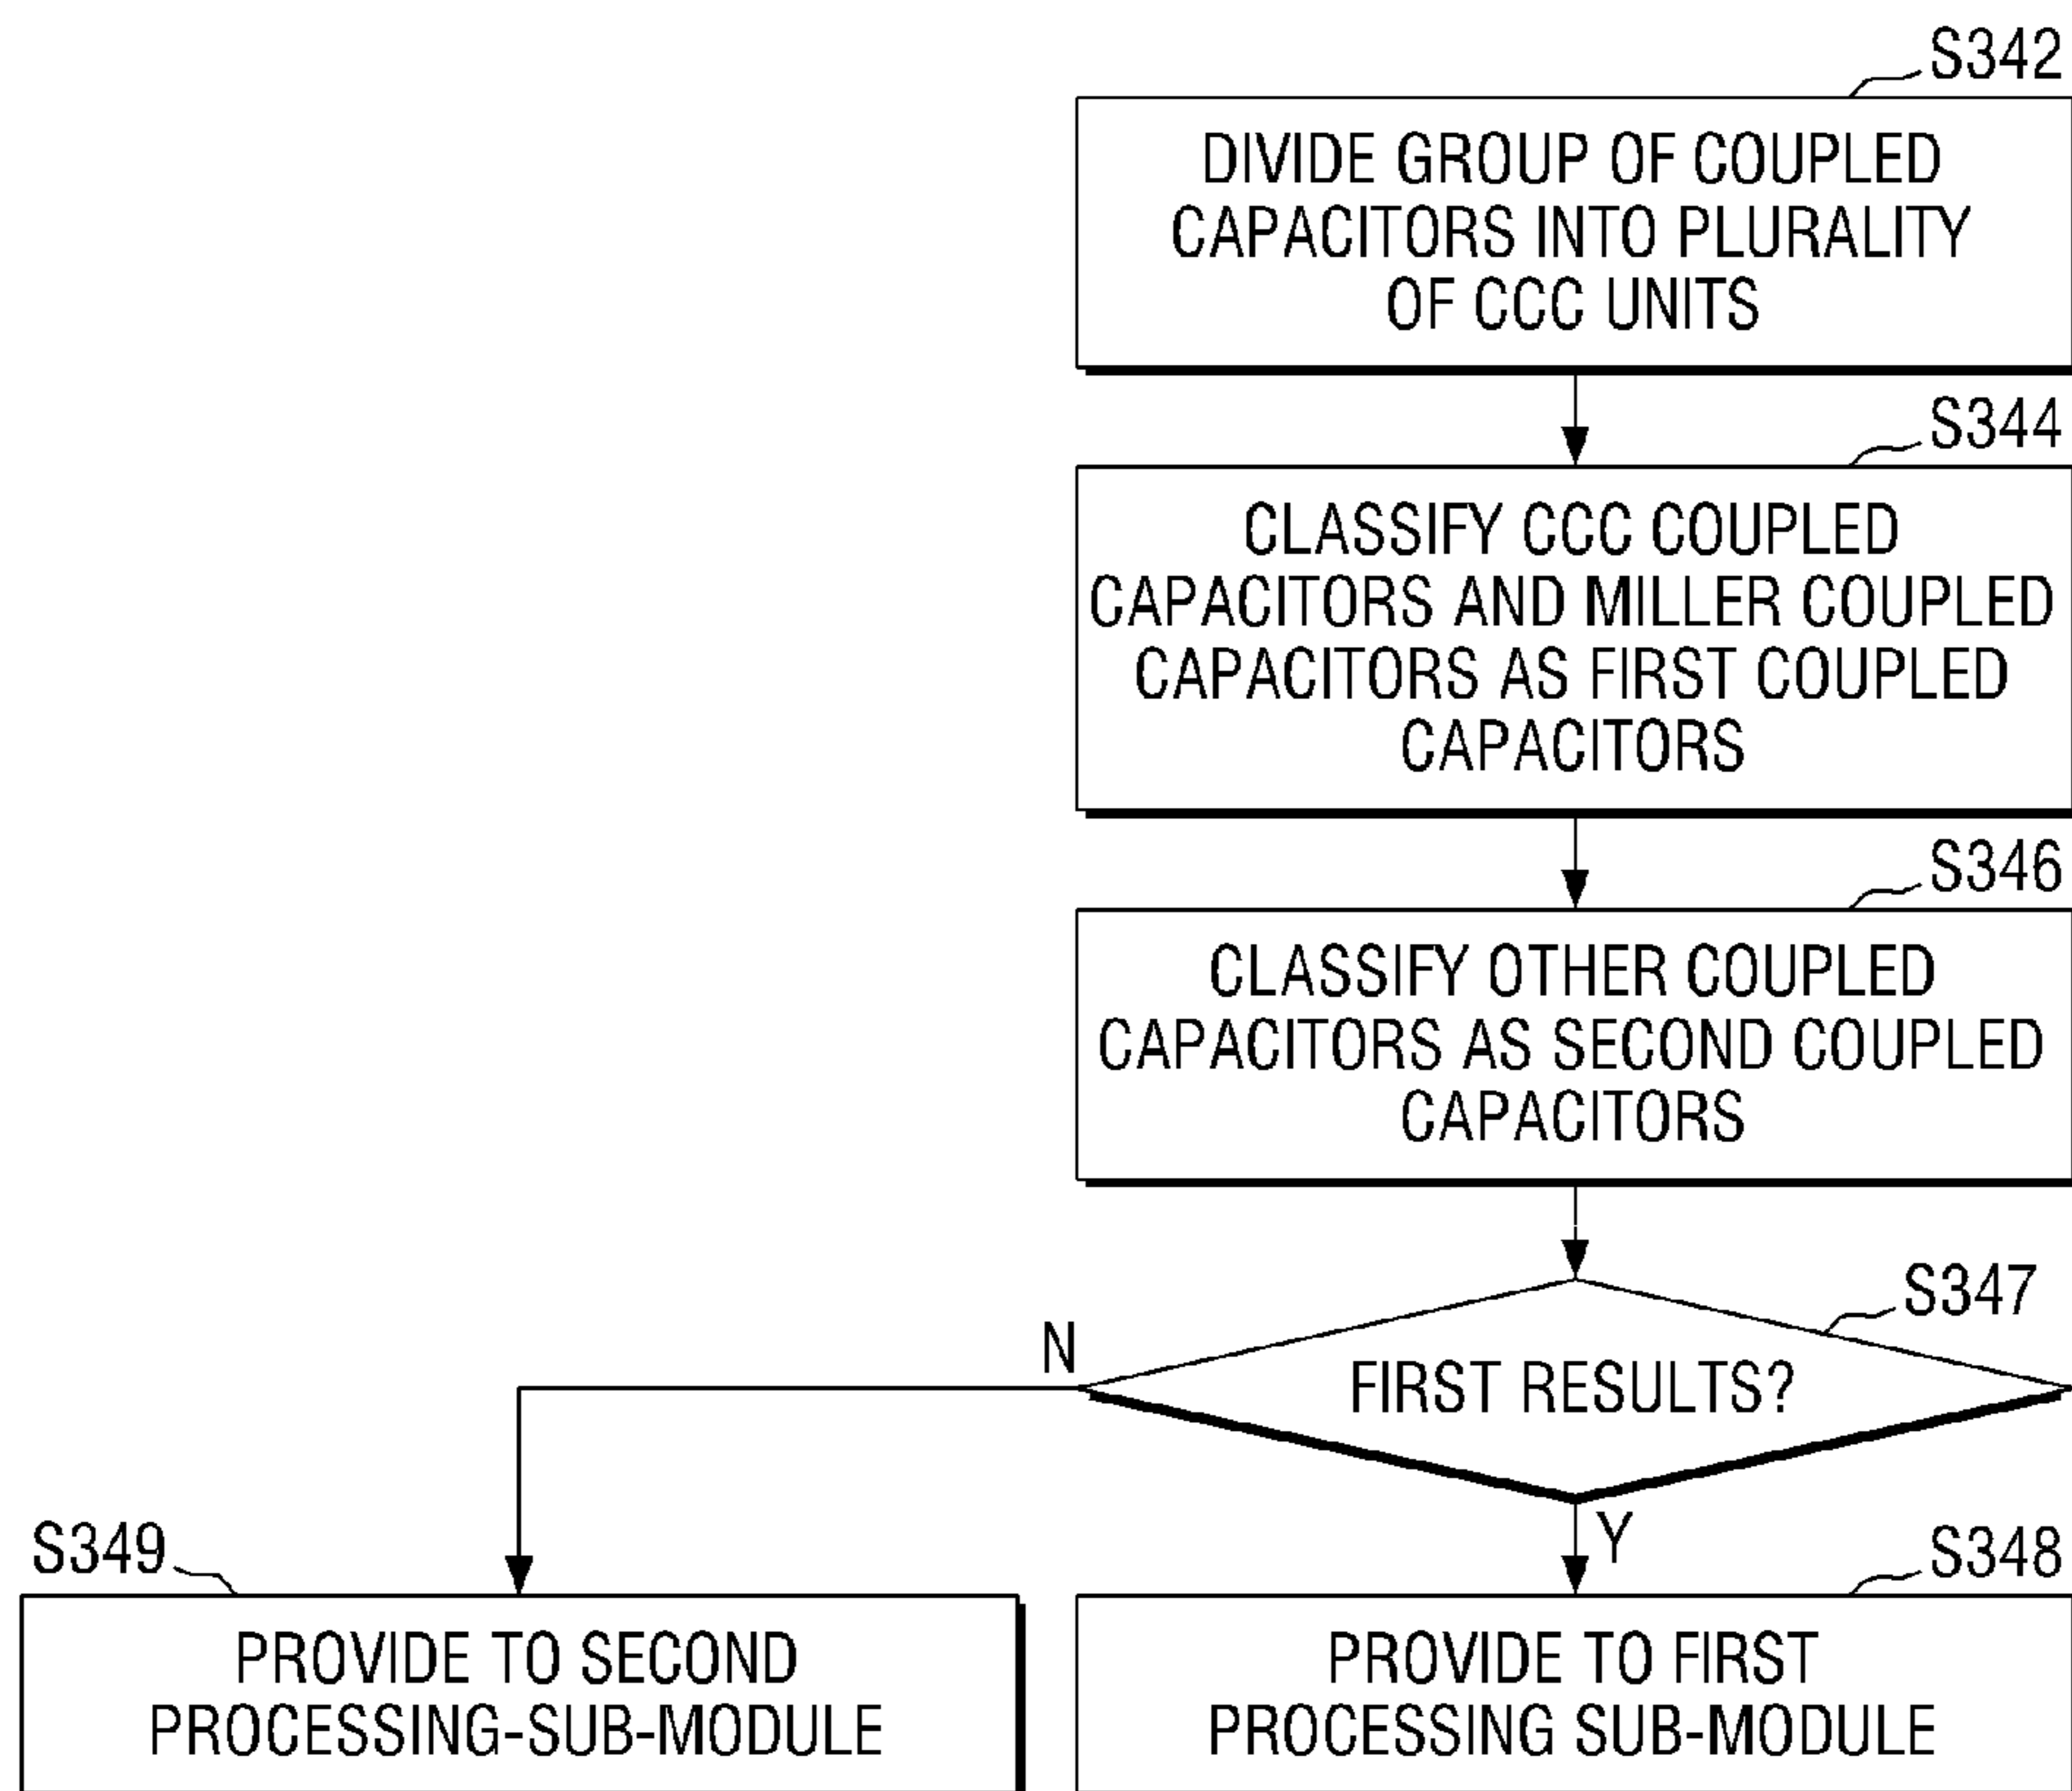 S342
DIVIDE GROUP OF COUPLED
CAPACITORS INTO PLURALITY
OF CCC UNITS
S344
CLASSIFY CCC COUPLED
CAPACITORS AND MILLER COUPLED
CAPACITORS AS FIRST COUPLED
CAPACITORS
S346
CLASSIFY OTHER COUPLED
CAPACITORS AS SECOND COUPLED
CAPACITORS
S347
N
FIRST RESULTS?
Y
S349
PROVIDE TO SECOND
PROCESSING-SUB-MODULE
S348
PROVIDE TO FIRST
PROCESSING SUB-MODULE